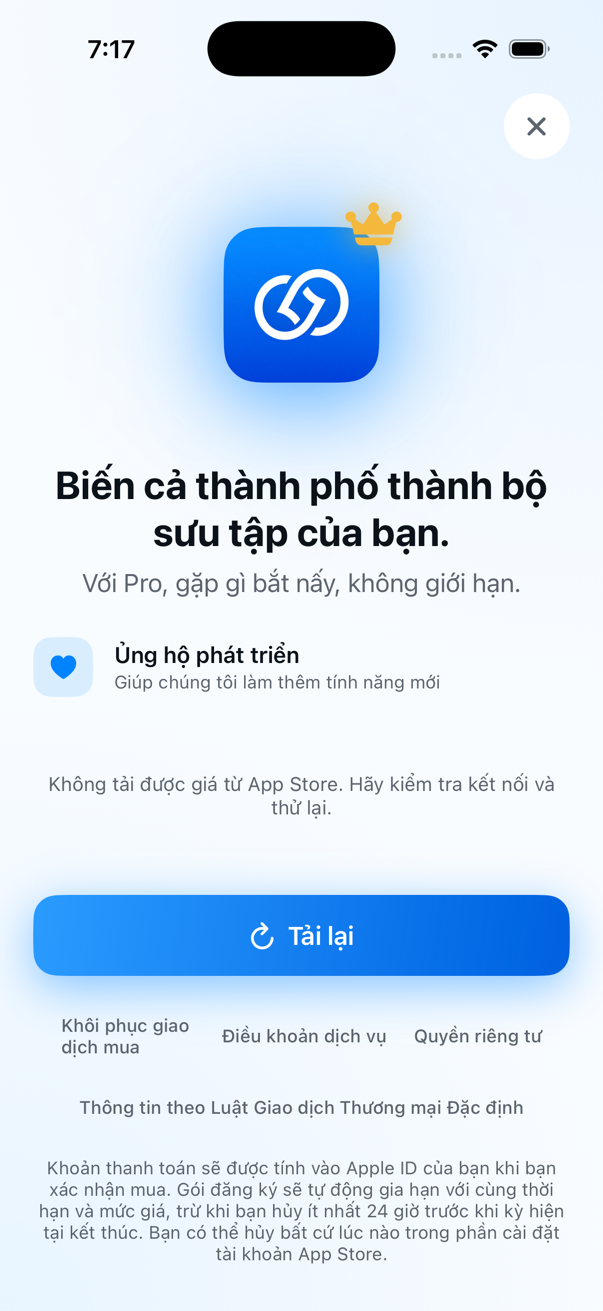 7:17
Biến cả thành phố thành bộ
sưu tập của bạn.
Với Pro, gặp gì bắt nấy, không giới hạn.
Ủng hộ phát triển
Giúp chúng tôi làm thêm tính năng mới
Không tải được giá từ App Store. Hãy kiểm tra kết nối và
thử lại.
Tải lại
Khôi phục giao
dịch mua
Điều khoản dịch vụ
Quyền riêng tư
Thông tin theo Luật Giao dịch Thương mại Đặc định
Khoản thanh toán sẽ được tính vào Apple ID của bạn khi bạn
xác nhận mua. Gói đăng ký sẽ tự động gia hạn với cùng thời
hạn và mức giá, trừ khi bạn hủy ít nhất 24 giờ trước khi kỳ hiện
tại kết thúc. Bạn có thể hủy bất cứ lúc nào trong phần cài đặt
tài khoản App Store.